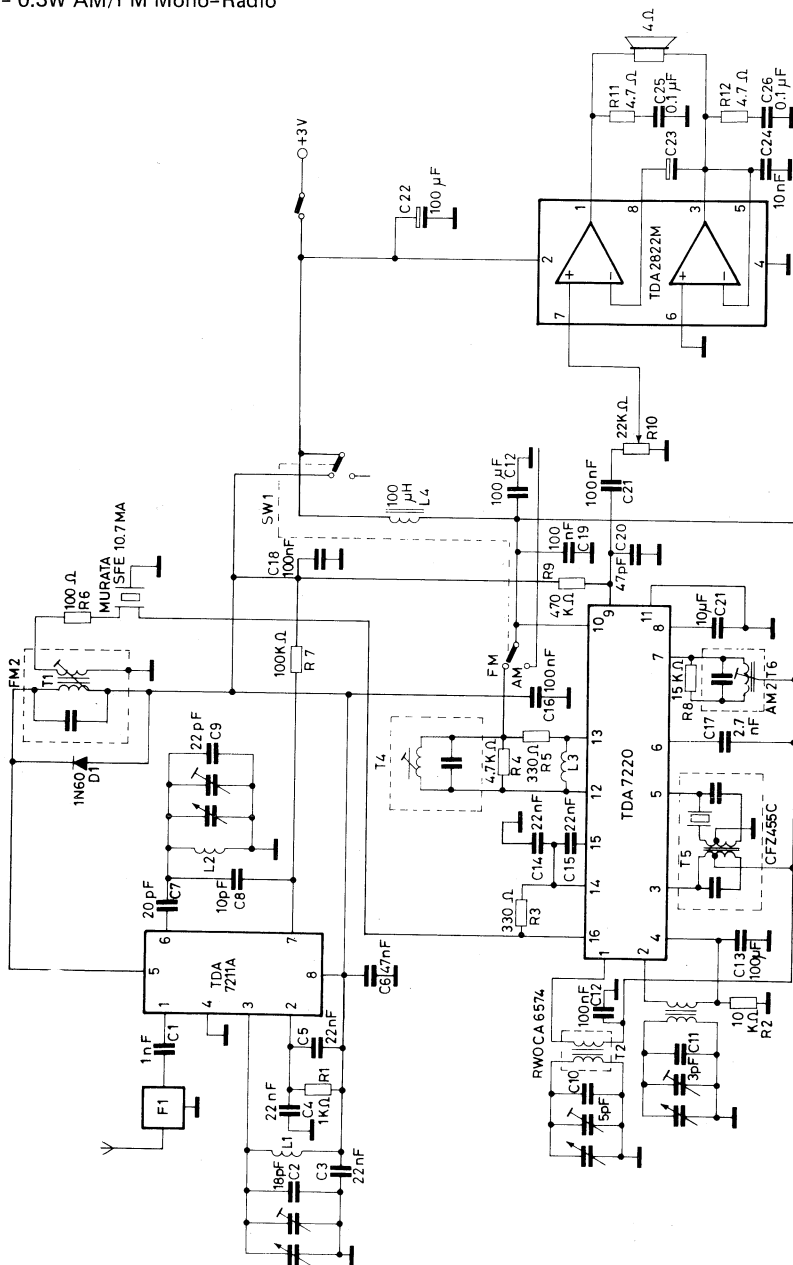 – 0.3W AM/FM Mono–Radio
4Ω
R11
4.7Ω
C25
0.1µF
R12
4.7Ω
C26
0.1µF
C23
C24
10nF
1
8
3
5
2
4
7
6
+
−
+
−
TDA2822M
+3V
C22
100µF
22KΩ
R10
100nF
C21
SW1
100
µH
L4
100µF
C12
100
nF
C19
C20
47pF
R9
470
KΩ
C18
100nF
MURATA
SFE 10.7MA
100Ω
R6
FM2
T1
1N60
D1
22pF
C9
L2
20pF
C7
10pF
C8
100KΩ
R7
TDA
7211A
5
6
7
8
1
4
3
2
1nF
C1
F1
C6
47nF
C5
22nF
R1
1KΩ
22nF
C4
L1
18pF
C2
C3
22nF
FM
AM
C16
100nF
T4
4.7KΩ
R4
330Ω
R5
L3
C14
22nF
C15
22nF
330Ω
R3
TDA7220
9
10
13
12
15
14
16
11
8
7
6
5
3
4
2
1
10µF
C21
15KΩ
R8
AM2
T6
C17
2.7
nF
T5
CFZ455C
C13
100µF
10
KΩ
R2
RWOCA 6574
100nF
C12
T2
C10
5pF
C11
3pF